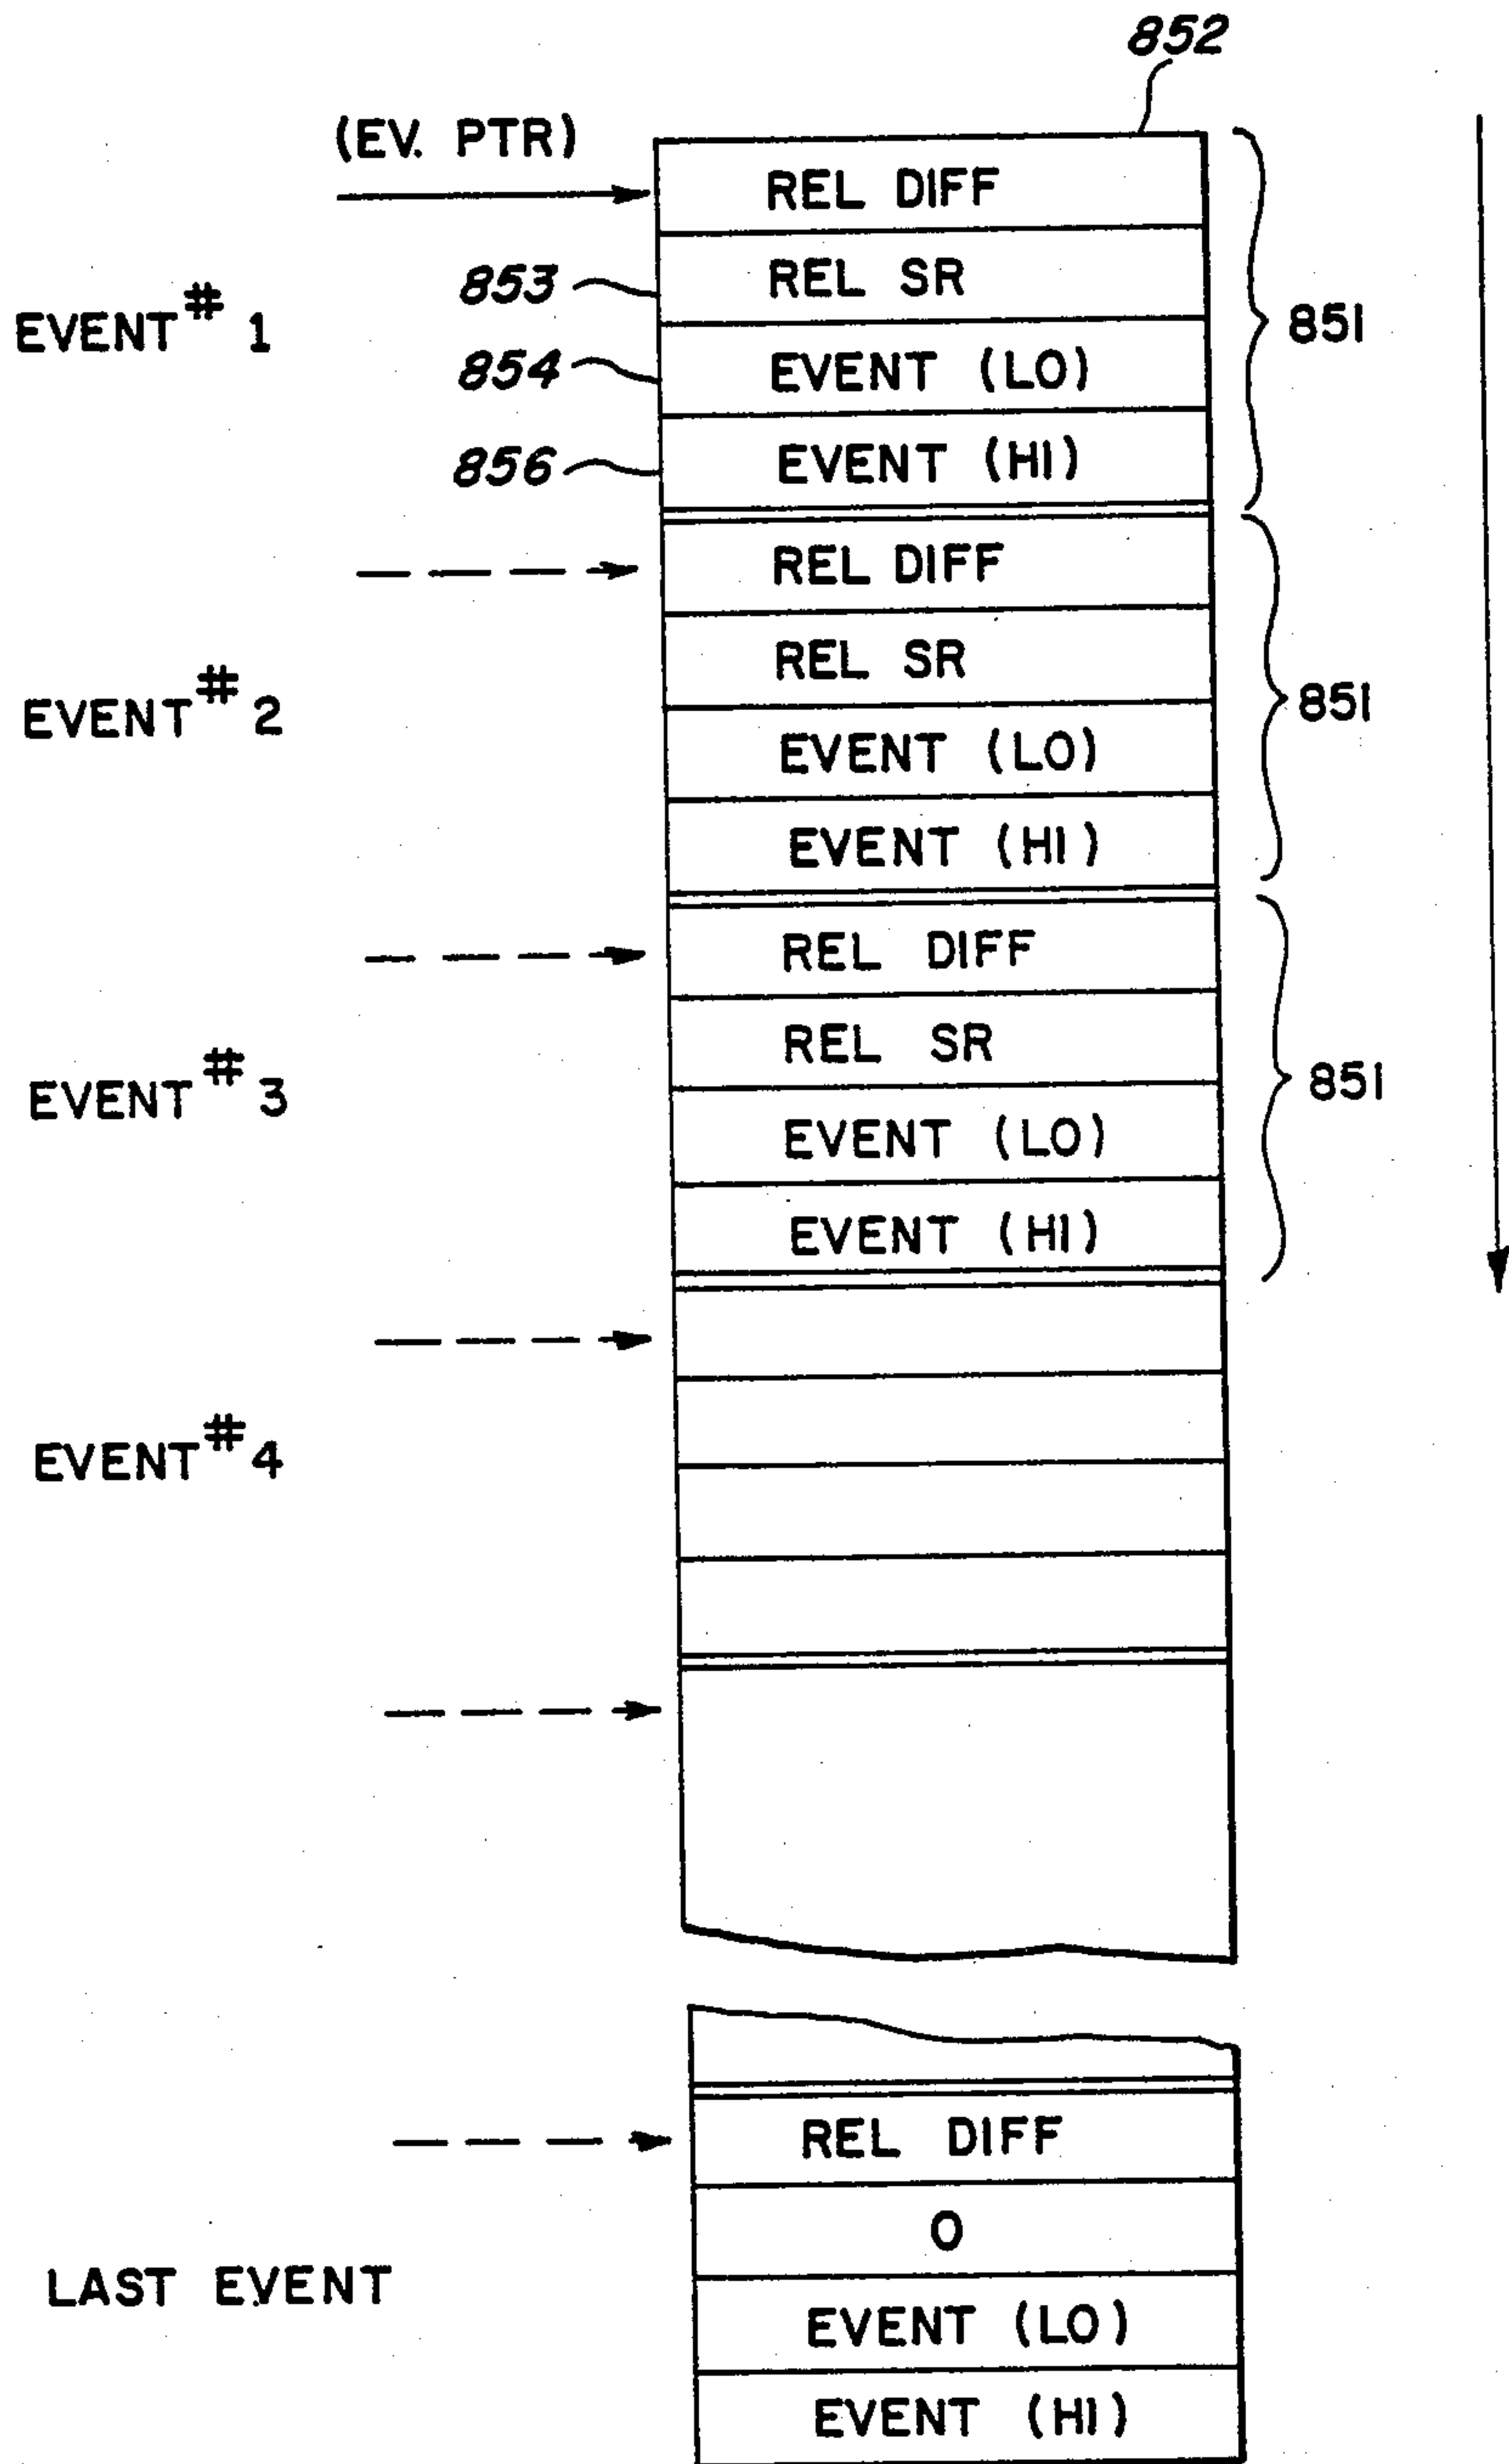 852
(EV. PTR)
REL DIFF
853
REL SR
EVENT # 1
851
854
EVENT (LO)
856
EVENT (HI)
REL DIFF
REL SR
EVENT # 2
851
EVENT (LO)
EVENT (HI)
REL DIFF
REL SR
EVENT # 3
851
EVENT (LO)
EVENT (HI)
EVENT # 4
REL DIFF
0
LAST EVENT
EVENT (LO)
EVENT (HI)